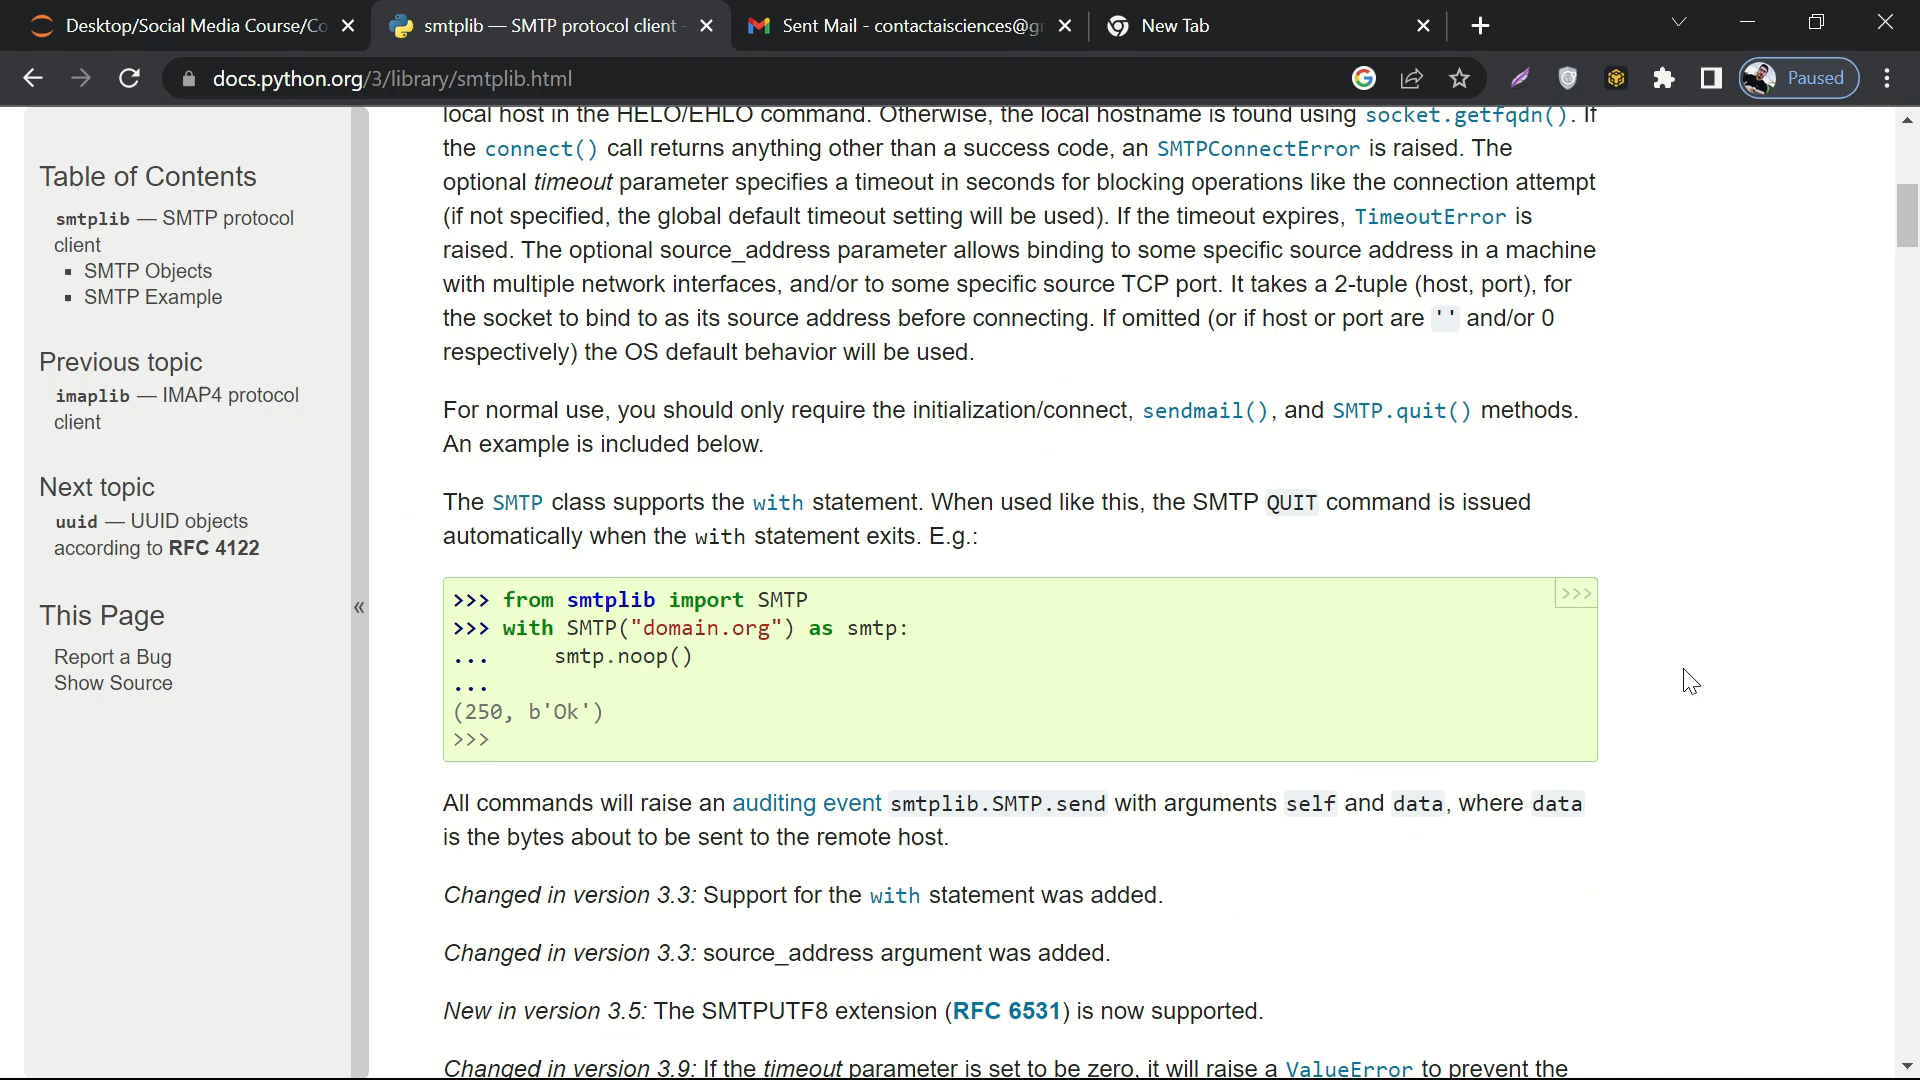 Desktop/Social Media Course/Co
smtplib — SMTP protocol client
Sent Mail - contactaisciences@g
New Tab
docs.python.org/3/library/smtplib.html
Paused
Table of Contents
smtplib — SMTP protocol
client
SMTP Objects
SMTP Example
Previous topic
imaplib — IMAP4 protocol
client
Next topic
uuid — UUID objects
according to RFC 4122
This Page
Report a Bug
Show Source
«
local host in the HELO/EHLO command. Otherwise, the local hostname is found using socket.getfqdn(). If
the connect() call returns anything other than a success code, an SMTPConnectError is raised. The
optional timeout parameter specifies a timeout in seconds for blocking operations like the connection attempt
(if not specified, the global default timeout setting will be used). If the timeout expires, TimeoutError is
raised. The optional source_address parameter allows binding to some specific source address in a machine
with multiple network interfaces, and/or to some specific source TCP port. It takes a 2-tuple (host, port), for
the socket to bind to as its source address before connecting. If omitted (or if host or port are '' and/or 0
respectively) the OS default behavior will be used.
For normal use, you should only require the initialization/connect, sendmail(), and SMTP.quit() methods.
An example is included below.
The SMTP class supports the with statement. When used like this, the SMTP QUIT command is issued
automatically when the with statement exits. E.g.:
>>>
>>> from smtplib import SMTP
>>> with SMTP("domain.org") as smtp:
...     smtp.noop()
...
(250, b'Ok')
>>>
All commands will raise an auditing event smtplib.SMTP.send with arguments self and data, where data
is the bytes about to be sent to the remote host.
Changed in version 3.3: Support for the with statement was added.
Changed in version 3.3: source_address argument was added.
New in version 3.5: The SMTPUTF8 extension (RFC 6531) is now supported.
Changed in version 3.9: If the timeout parameter is set to be zero, it will raise a ValueError to prevent the